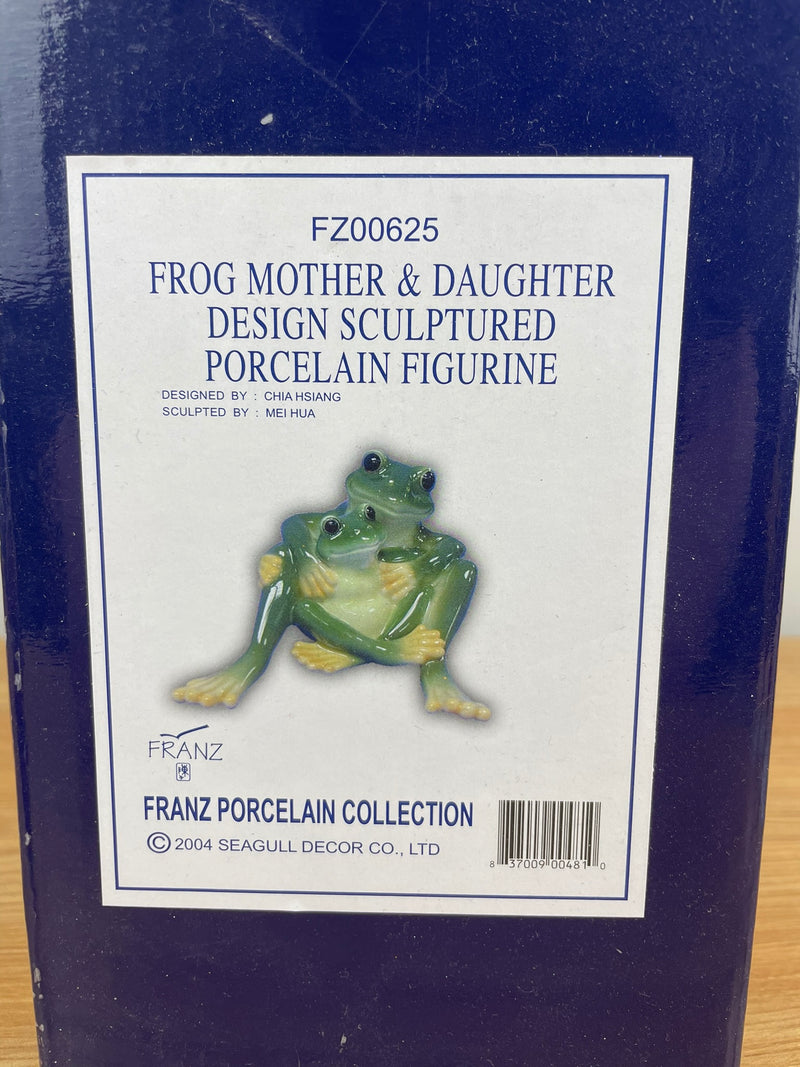 FZ00625
FROG MOTHER & DAUGHTER
DESIGN SCULPTURED
PORCELAIN FIGURINE
DESIGNED BY : CHIA HSIANG
SCULPTED BY : MEI HUA
FRANZ
FRANZ PORCELAIN COLLECTION
© 2004 SEAGULL DECOR CO., LTD
8 37009 00481 0